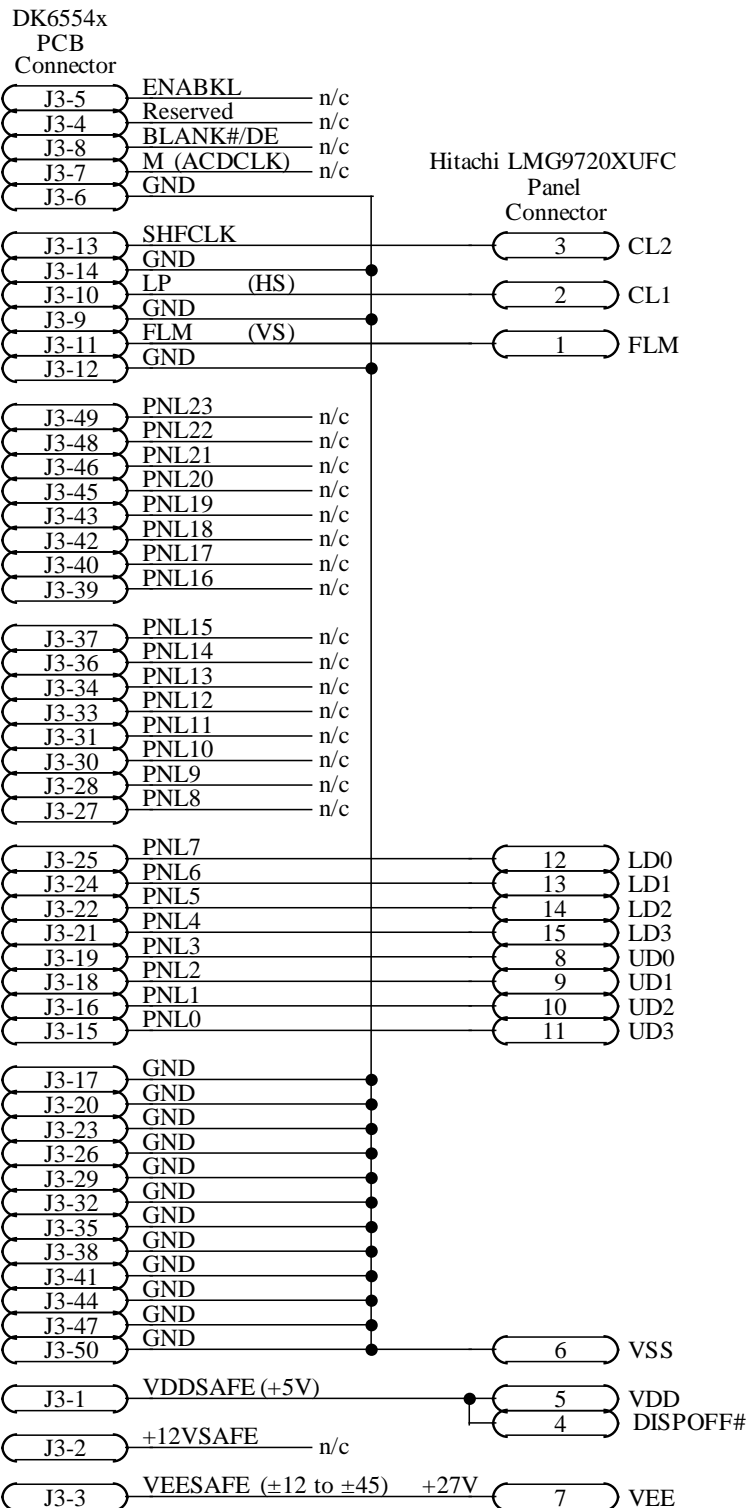 DK6554x
PCB
Connector
Hitachi LMG9720XUFC
Panel
Connector
J3-5 ENABKL n/c
J3-4 Reserved n/c
J3-8 BLANK#/DE n/c
J3-7 M (ACDCLK) n/c
J3-6 GND
J3-13 SHFCLK 3 CL2
J3-14 GND
J3-10 LP (HS) 2 CL1
J3-9 GND
J3-11 FLM (VS) 1 FLM
J3-12 GND
J3-49 PNL23 n/c
J3-48 PNL22 n/c
J3-46 PNL21 n/c
J3-45 PNL20 n/c
J3-43 PNL19 n/c
J3-42 PNL18 n/c
J3-40 PNL17 n/c
J3-39 PNL16 n/c
J3-37 PNL15 n/c
J3-36 PNL14 n/c
J3-34 PNL13 n/c
J3-33 PNL12 n/c
J3-31 PNL11 n/c
J3-30 PNL10 n/c
J3-28 PNL9 n/c
J3-27 PNL8 n/c
J3-25 PNL7 12 LD0
J3-24 PNL6 13 LD1
J3-22 PNL5 14 LD2
J3-21 PNL4 15 LD3
J3-19 PNL3 8 UD0
J3-18 PNL2 9 UD1
J3-16 PNL1 10 UD2
J3-15 PNL0 11 UD3
J3-17 GND
J3-20 GND
J3-23 GND
J3-26 GND
J3-29 GND
J3-32 GND
J3-35 GND
J3-38 GND
J3-41 GND
J3-44 GND
J3-47 GND
J3-50 GND 6 VSS
J3-1 VDDSAFE (+5V) 5 VDD
4 DISPOFF#
J3-2 +12VSAFE n/c
J3-3 VEESAFE (±12 to ±45) +27V 7 VEE